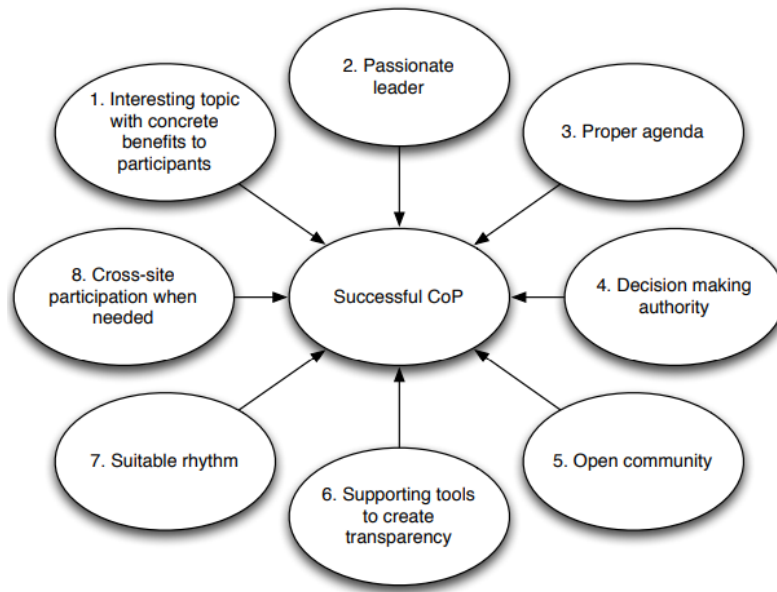 1. Interesting topic
with concrete
benefits to
participants
2. Passionate
leader
3. Proper agenda
4. Decision making
authority
5. Open community
6. Supporting tools
to create
transparency
7. Suitable rhythm
8. Cross-site
participation when
needed
Successful CoP